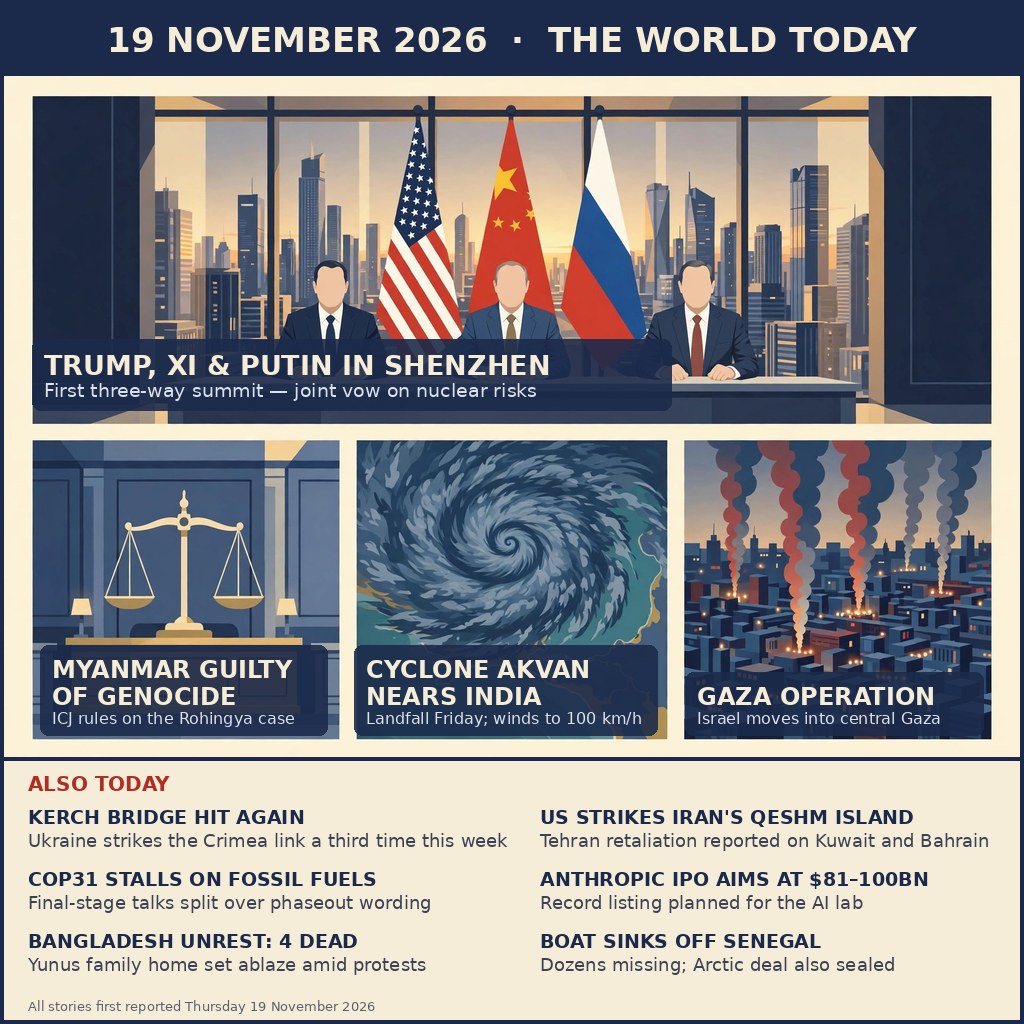 19 NOVEMBER 2026 · THE WORLD TODAY
TRUMP, XI & PUTIN IN SHENZHEN
First three-way summit — joint vow on nuclear risks
MYANMAR GUILTY
OF GENOCIDE
ICJ rules on the Rohingya case
CYCLONE AKVAN
NEARS INDIA
Landfall Friday; winds to 100 km/h
GAZA OPERATION
Israel moves into central Gaza
ALSO TODAY
KERCH BRIDGE HIT AGAIN
Ukraine strikes the Crimea link a third time this week
COP31 STALLS ON FOSSIL FUELS
Final-stage talks split over phaseout wording
BANGLADESH UNREST: 4 DEAD
Yunus family home set ablaze amid protests
US STRIKES IRAN'S QESHM ISLAND
Tehran retaliation reported on Kuwait and Bahrain
ANTHROPIC IPO AIMS AT $81–100BN
Record listing planned for the AI lab
BOAT SINKS OFF SENEGAL
Dozens missing; Arctic deal also sealed
All stories first reported Thursday 19 November 2026